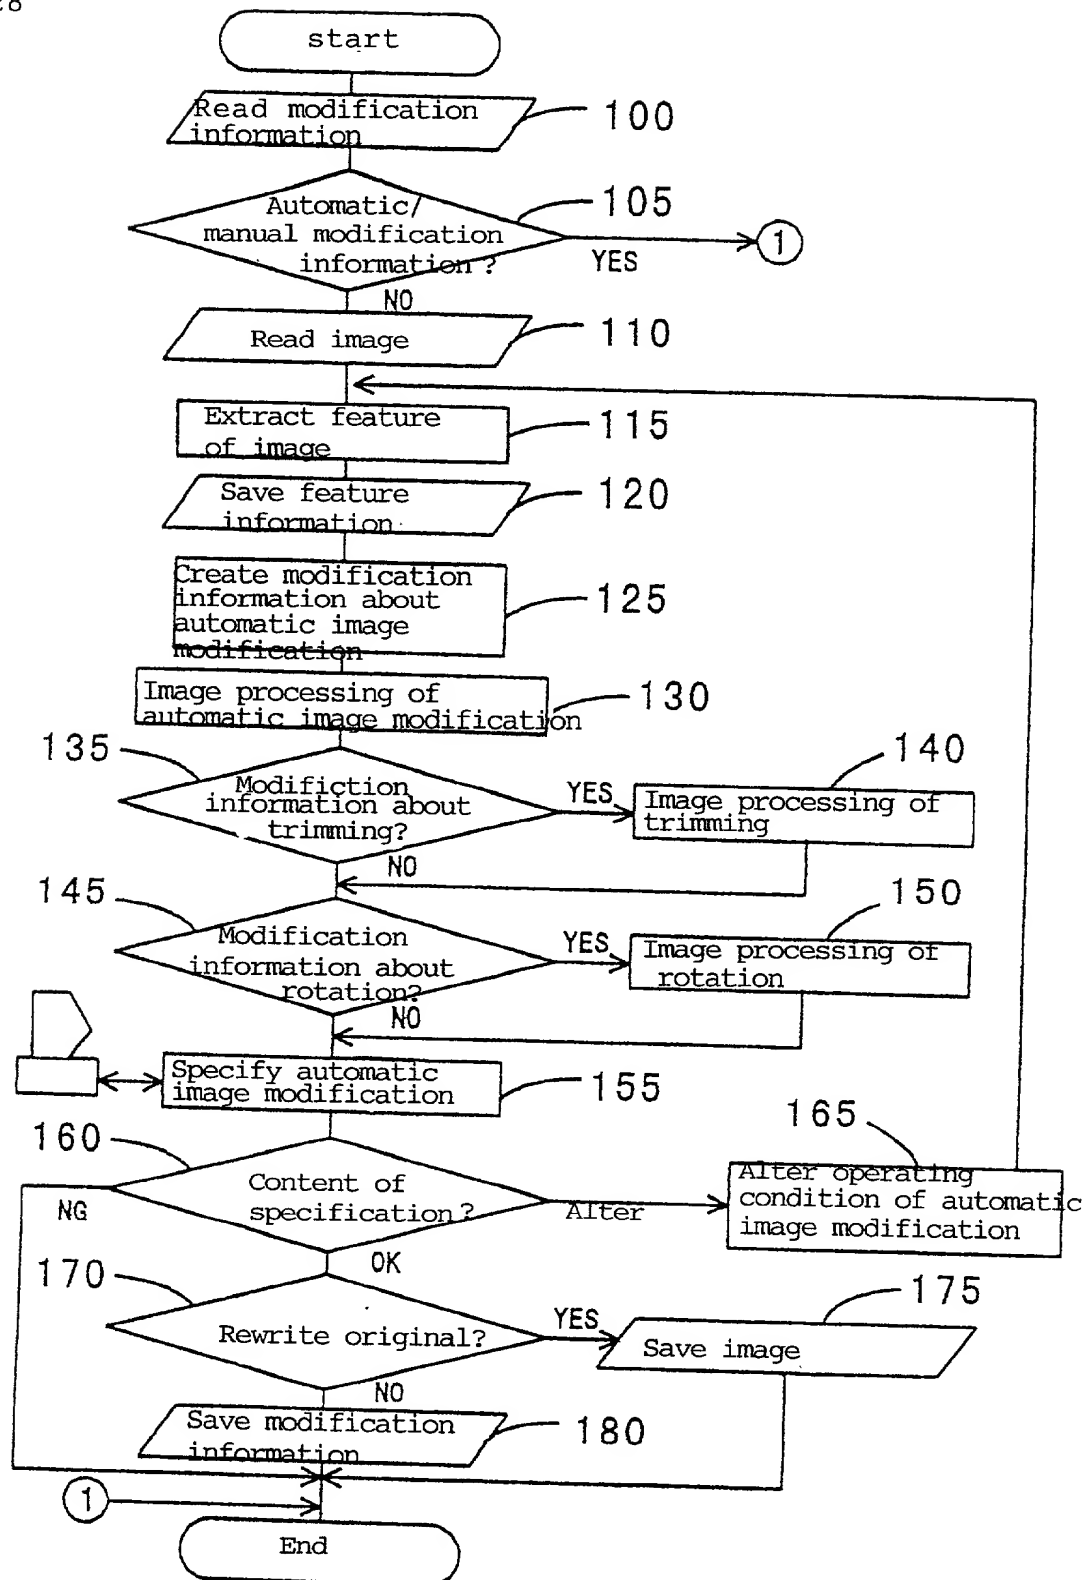 28
start
Read modification
information
100
Automatic/
manual modification
information?
105
YES
1
NO
Read image
110
Extract feature
of image
115
Save feature
information
120
Create modification
information about
automatic image
modification
125
Image processing of
automatic image modification
130
135
Modifiction
information about
trimming?
YES
140
Image processing of
trimming
NO
145
Modification
information about
rotation?
YES
150
Image processing of
rotation
NO
Specify automatic
image modification
155
160
Content of
specification?
NG
Alter
165
Alter operating
condition of automatic
image modification
OK
170
Rewrite original?
YES
175
Save image
NO
Save modification
information
180
1
End